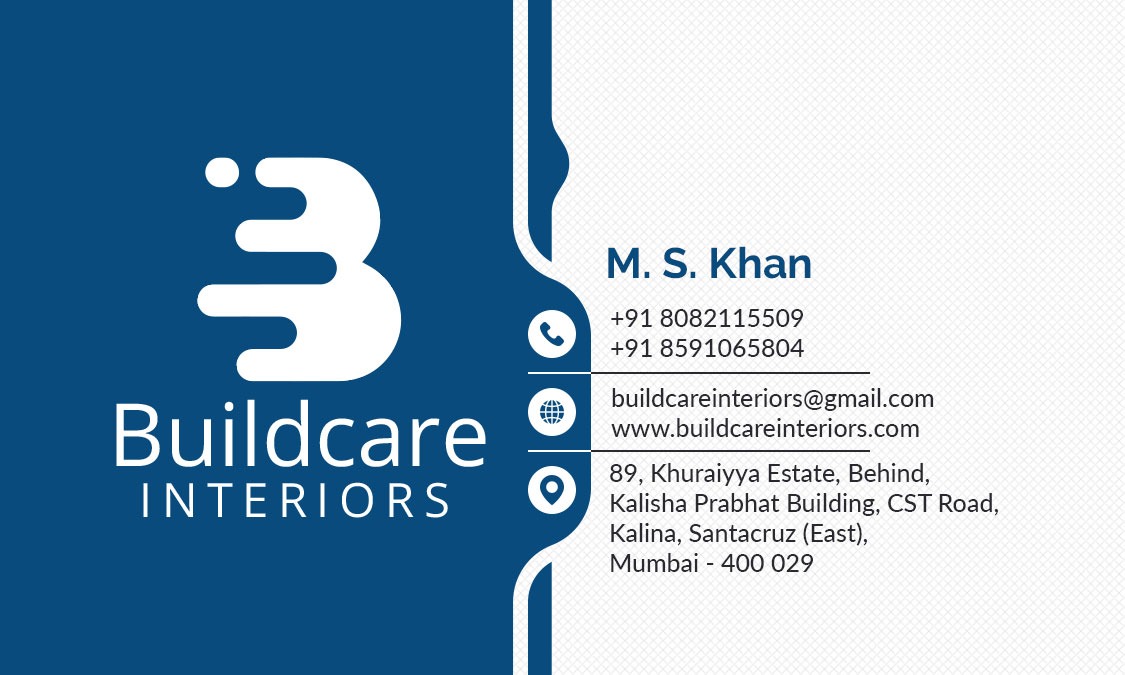 Buildcare
INTERIORS
M. S. Khan
+91 8082115509
+91 8591065804
buildcareinteriors@gmail.com
www.buildcareinteriors.com
89, Khuraiyya Estate, Behind,
Kalisha Prabhat Building, CST Road,
Kalina, Santacruz (East),
Mumbai - 400 029